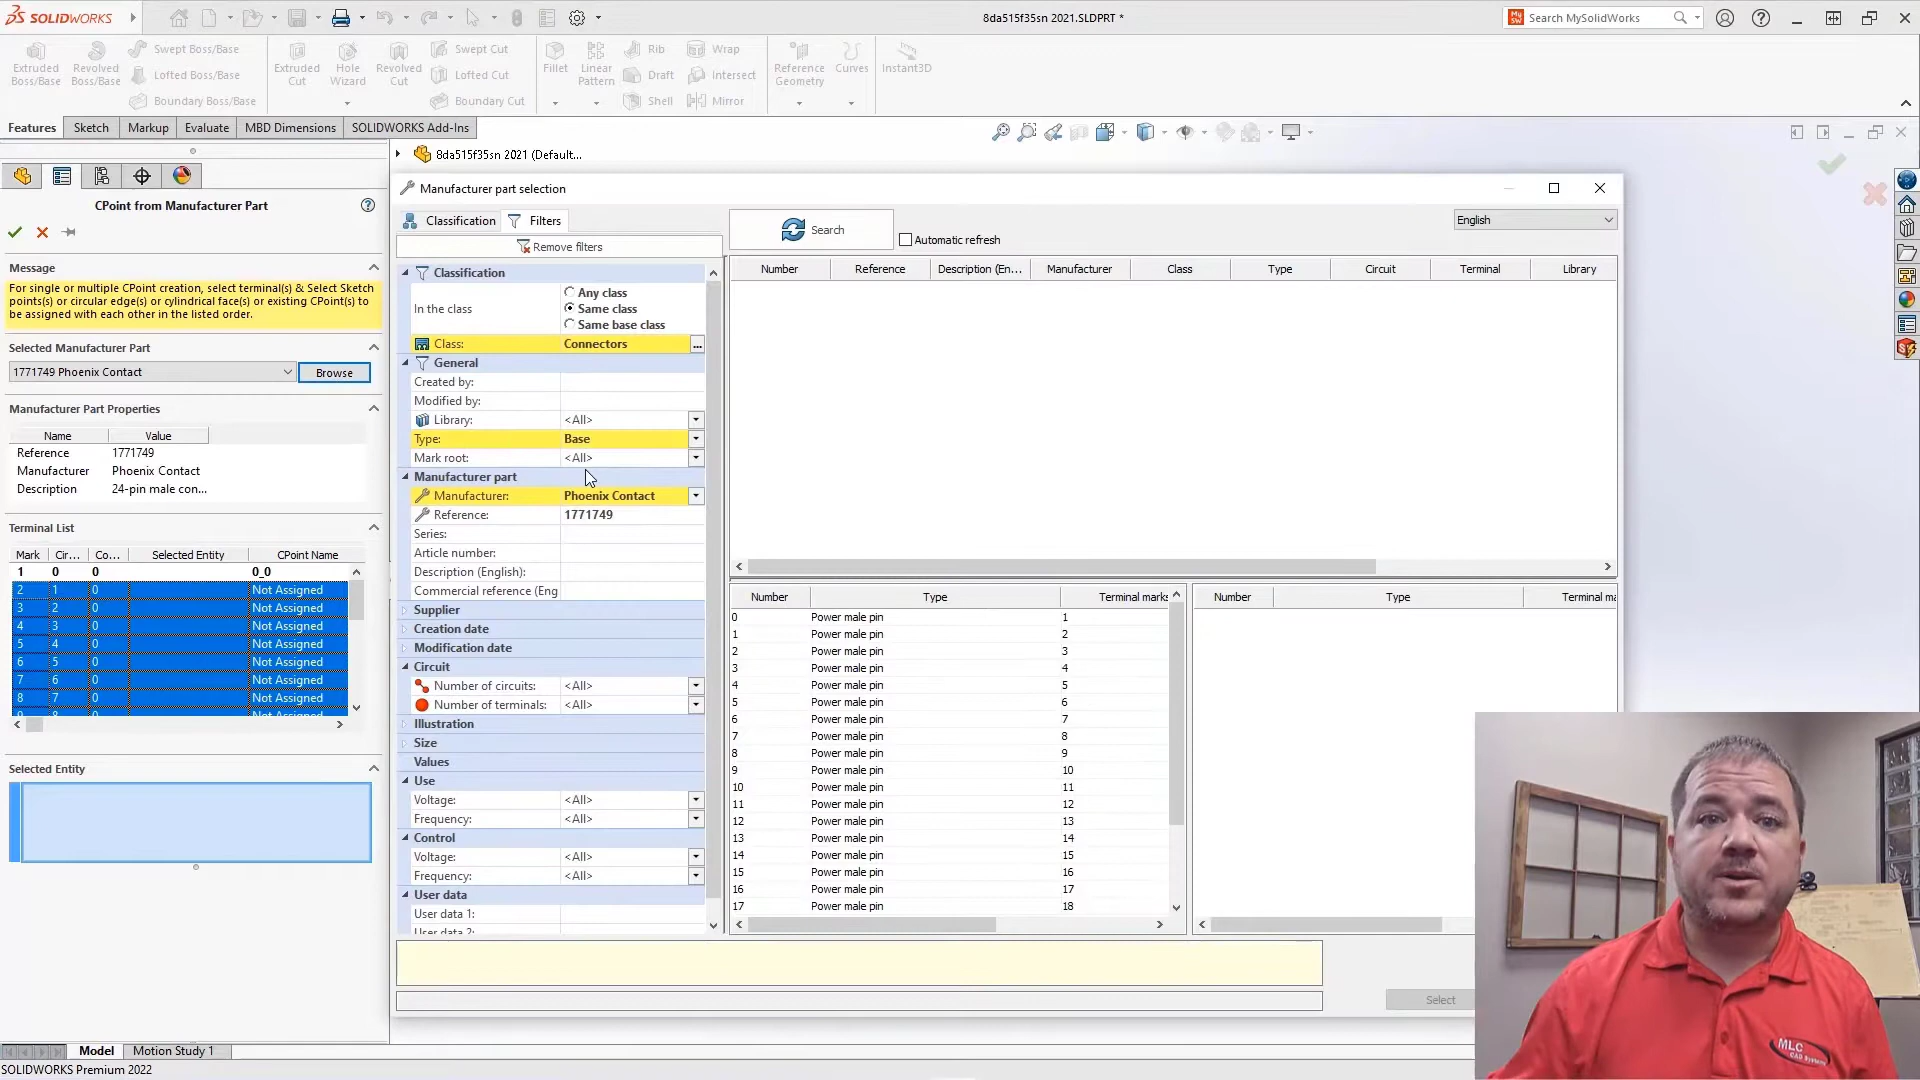 SOLIDWORKS
8da515f35sn 2021.SLDPRT *
Search MySolidWorks
Extruded Boss/Base
Revolved Boss/Base
Swept Boss/Base
Lofted Boss/Base
Boundary Boss/Base
Extruded Cut
Hole Wizard
Revolved Cut
Swept Cut
Lofted Cut
Boundary Cut
Fillet
Linear Pattern
Rib
Draft
Shell
Wrap
Intersect
Mirror
Reference Geometry
Curves
Instant3D
Features
Sketch
Markup
Evaluate
MBD Dimensions
SOLIDWORKS Add-Ins
8da515f35sn 2021 (Default...
CPoint from Manufacturer Part
Message
For single or multiple CPoint creation, select terminal(s) & Select Sketch
points(s) or circular edge(s) or cylindrical face(s) or existing CPoint(s) to
be assigned with each other in the listed order.
Selected Manufacturer Part
1771749 Phoenix Contact
Browse
Manufacturer Part Properties
Name Value
Reference 1771749
Manufacturer Phoenix Contact
Description 24-pin male con...
Terminal List
Mark Cir... Co... Selected Entity CPoint Name
1 0 0 0_0
2 1 0 Not Assigned
3 2 0 Not Assigned
4 3 0 Not Assigned
5 4 0 Not Assigned
6 5 0 Not Assigned
7 6 0 Not Assigned
8 7 0 Not Assigned
9 8 0 Not Assigned
Selected Entity
Manufacturer part selection
Classification
Filters
Remove filters
Search
Automatic refresh
English
Classification
In the class
Any class
Same class
Same base class
Class: Connectors ...
General
Created by:
Modified by:
Library: <All>
Type: Base
Mark root: <All>
Manufacturer part
Manufacturer: Phoenix Contact
Reference: 1771749
Series:
Article number:
Description (English):
Commercial reference (Eng
Supplier
Creation date
Modification date
Circuit
Number of circuits: <All>
Number of terminals: <All>
Illustration
Size
Values
Use
Voltage: <All>
Frequency: <All>
Control
Voltage: <All>
Frequency: <All>
User data
User data 1:
User data 2:
Number Reference Description (En... Manufacturer Class Type Circuit Terminal Library
Number Type Terminal marks
0 Power male pin 1
1 Power male pin 2
2 Power male pin 3
3 Power male pin 4
4 Power male pin 5
5 Power male pin 6
6 Power male pin 7
7 Power male pin 8
8 Power male pin 9
9 Power male pin 10
10 Power male pin 11
11 Power male pin 12
12 Power male pin 13
13 Power male pin 14
14 Power male pin 15
15 Power male pin 16
16 Power male pin 17
17 Power male pin 18
Number Type Terminal ma
Select
MLC
CAD Systems
Model
Motion Study 1
SOLIDWORKS Premium 2022